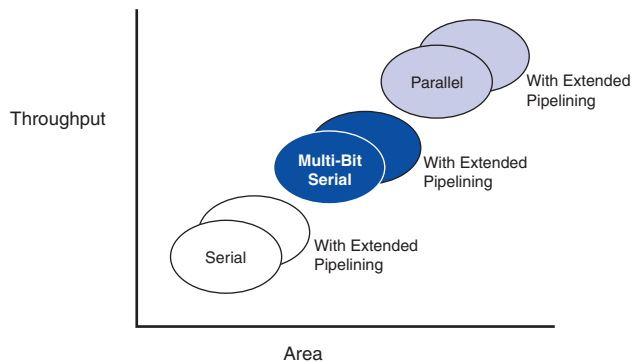 Parallel
With Extended
Pipelining
Throughput
Multi-Bit
Serial
With Extended
Pipelining
Serial
With Extended
Pipelining
Area